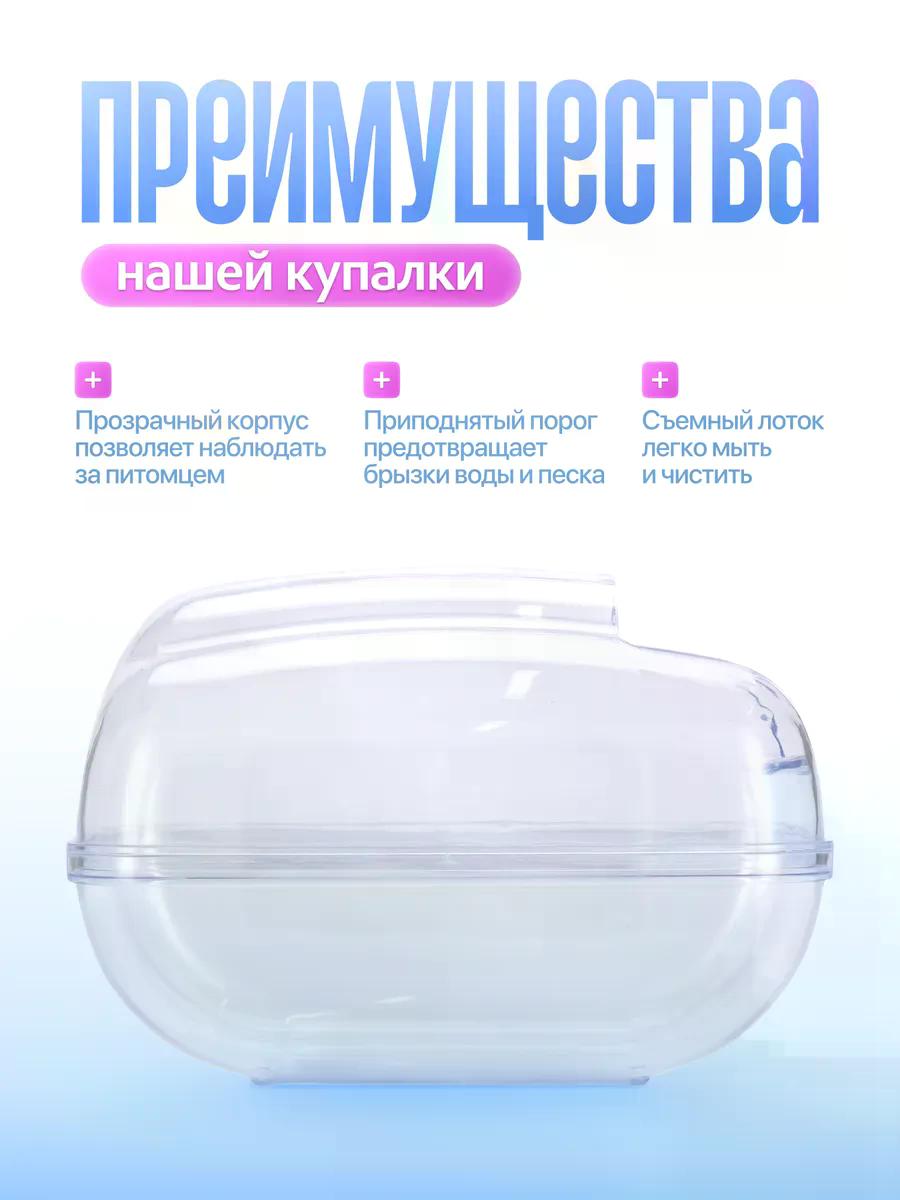 преимущества
нашей купалки
+ + +
Прозрачный корпус
позволяет наблюдать
за питомцем
Приподнятый порог
предотвращает
брызки воды и песка
Съемный лоток
легко мыть
и чистить